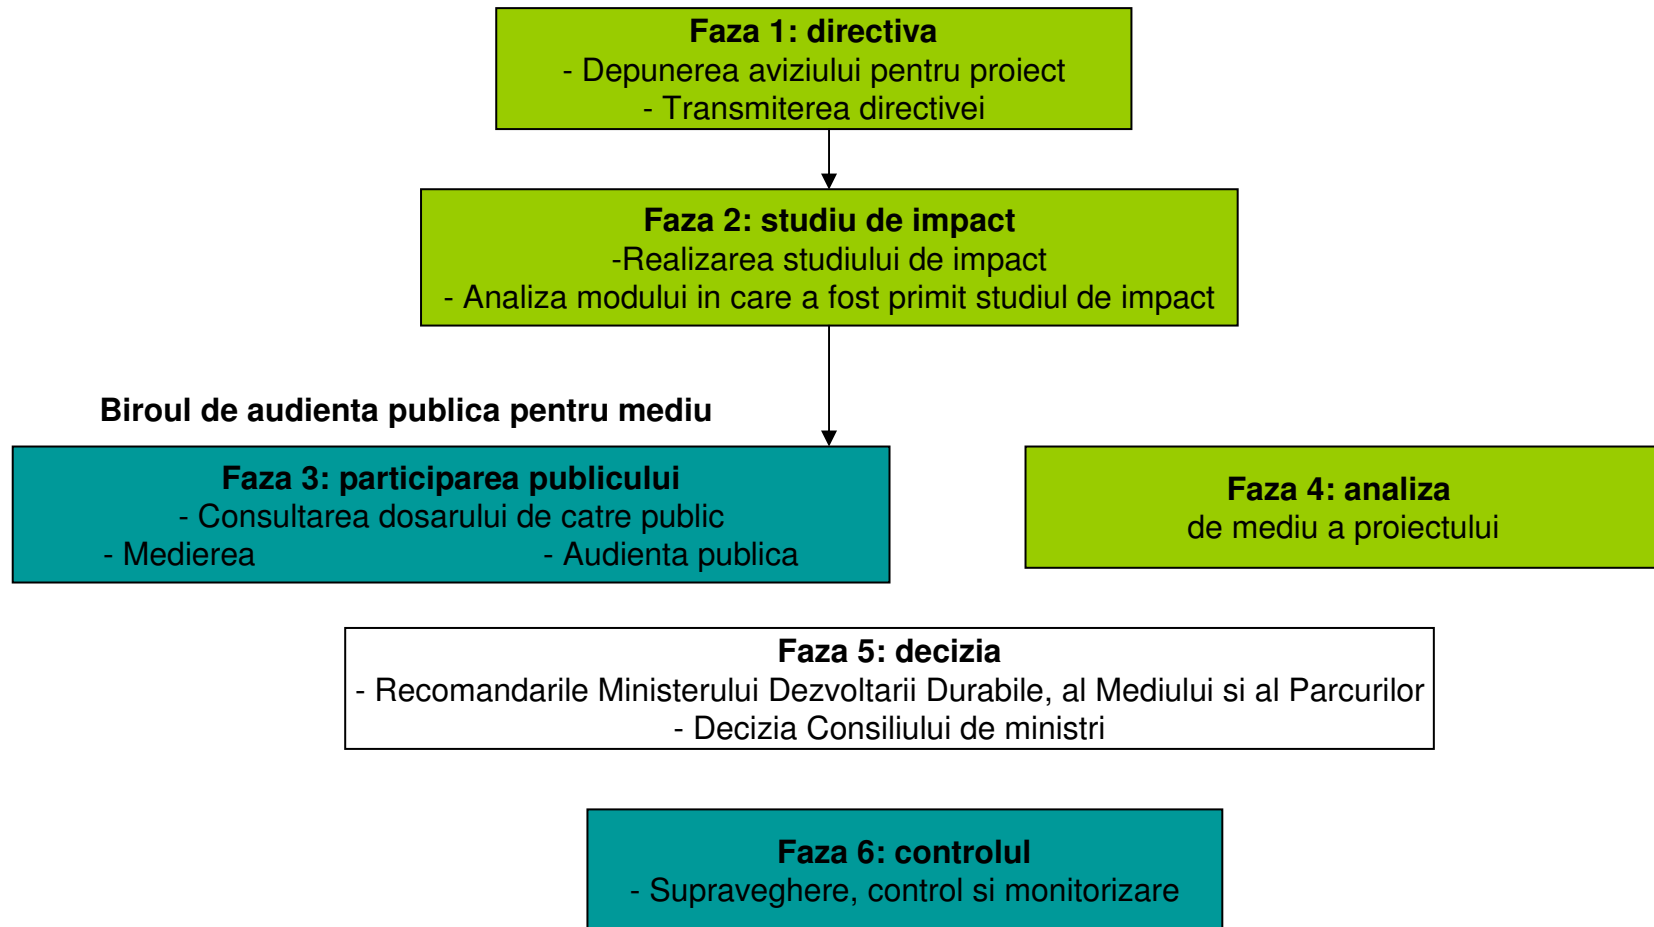 Faza 1: directiva
- Depunerea aviziului pentru proiect
- Transmiterea directivei
Faza 2: studiu de impact
-Realizarea studiului de impact
- Analiza modului in care a fost primit studiul de impact
Biroul de audienta publica pentru mediu
Faza 3: participarea publicului
- Consultarea dosarului de catre public
- Medierea - Audienta publica
Faza 4: analiza
de mediu a proiectului
Faza 5: decizia
- Recomandarile Ministerului Dezvoltarii Durabile, al Mediului si al Parcurilor
- Decizia Consiliului de ministri
Faza 6: controlul
- Supraveghere, control si monitorizare